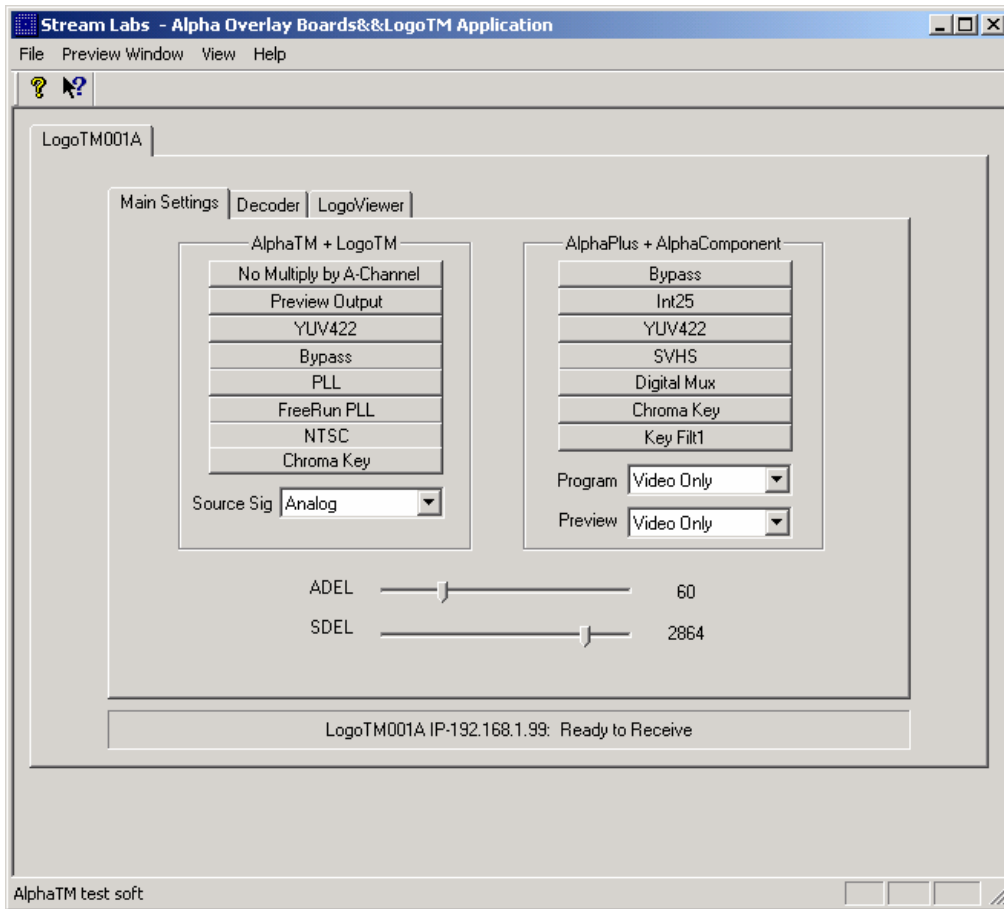 Stream Labs - Alpha Overlay Boards&&LogoTM Application
File Preview Window View Help
LogoTM001A
Main Settings Decoder LogoViewer
AlphaTM + LogoTM
No Multiply by A-Channel
Preview Output
YUV422
Bypass
PLL
FreeRun PLL
NTSC
Chroma Key
Source Sig Analog
AlphaPlus + AlphaComponent
Bypass
Int25
YUV422
SVHS
Digital Mux
Chroma Key
Key Filt1
Program Video Only
Preview Video Only
ADEL 60
SDEL 2864
LogoTM001A IP-192.168.1.99: Ready to Receive
AlphaTM test soft